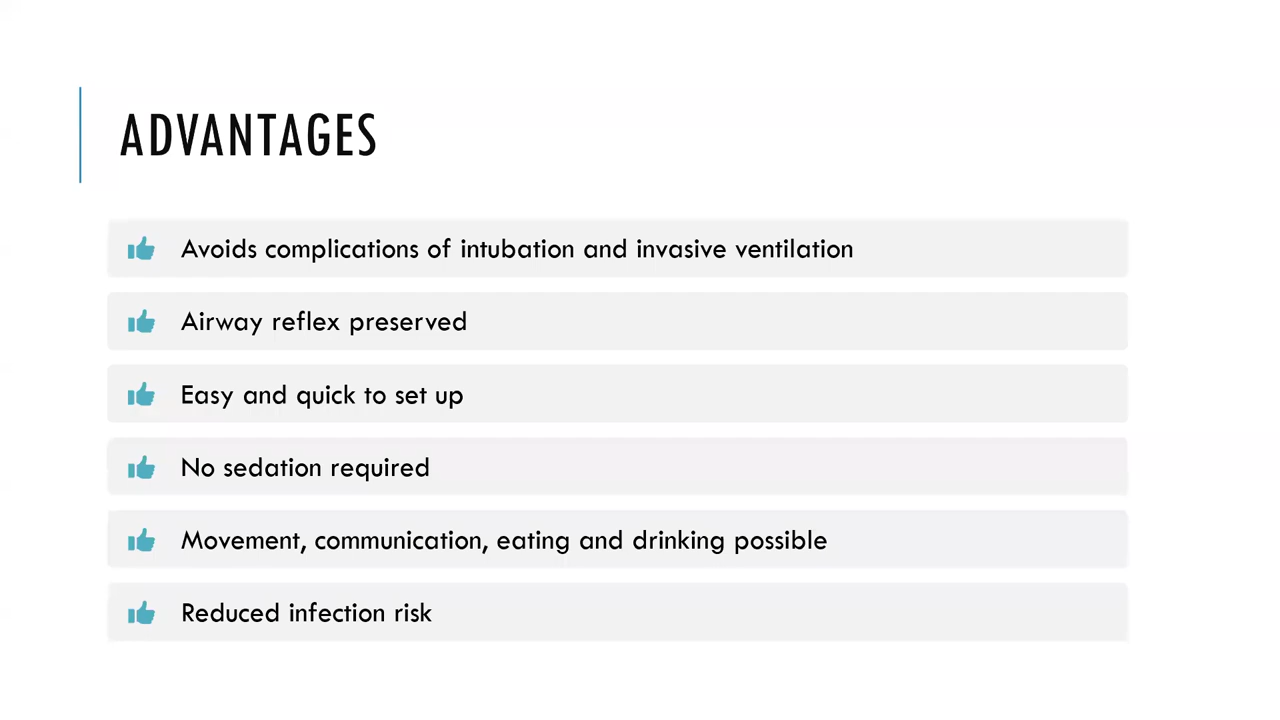 ADVANTAGES
Avoids complications of intubation and invasive ventilation
Airway reflex preserved
Easy and quick to set up
No sedation required
Movement, communication, eating and drinking possible
Reduced infection risk